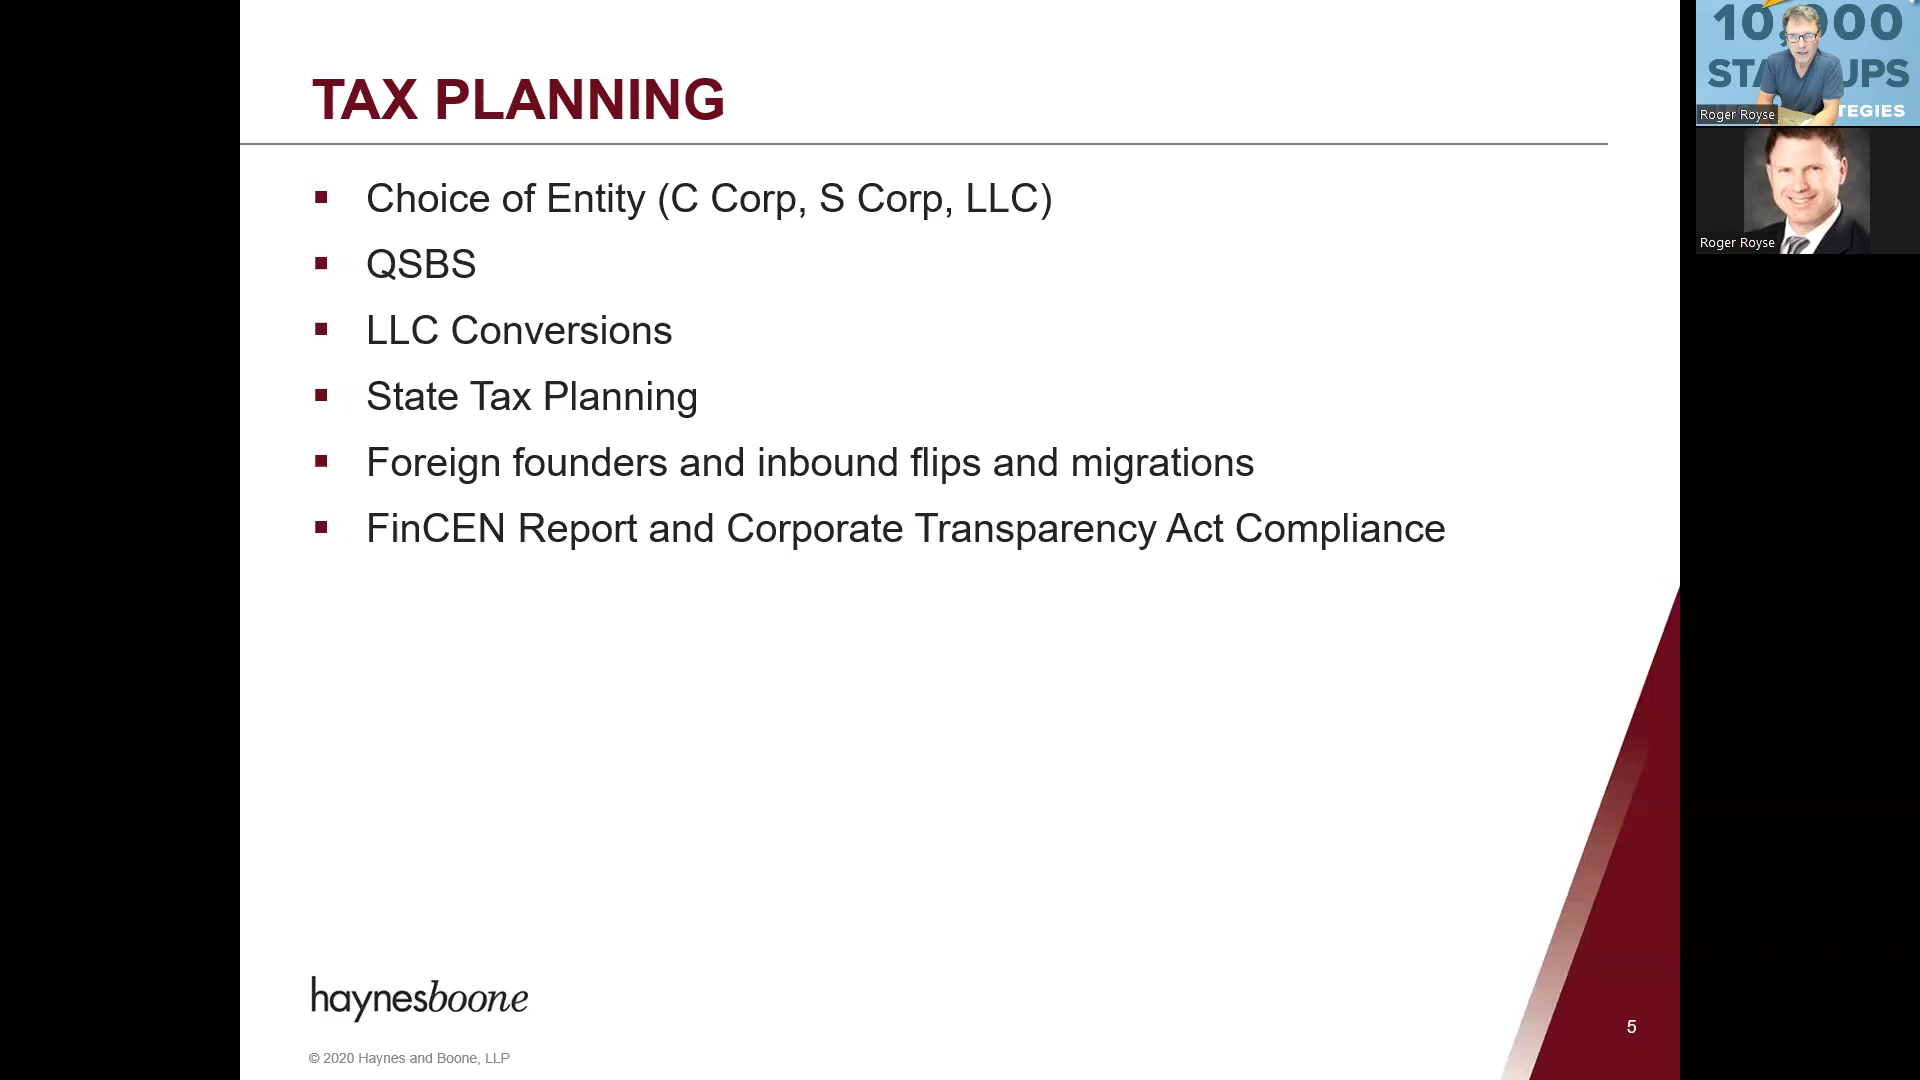 TAX PLANNING
Choice of Entity (C Corp, S Corp, LLC)
QSBS
LLC Conversions
State Tax Planning
Foreign founders and inbound flips and migrations
FinCEN Report and Corporate Transparency Act Compliance
haynesboone
© 2020 Haynes and Boone, LLP
5
Roger Royse
TEGIES
Roger Royse